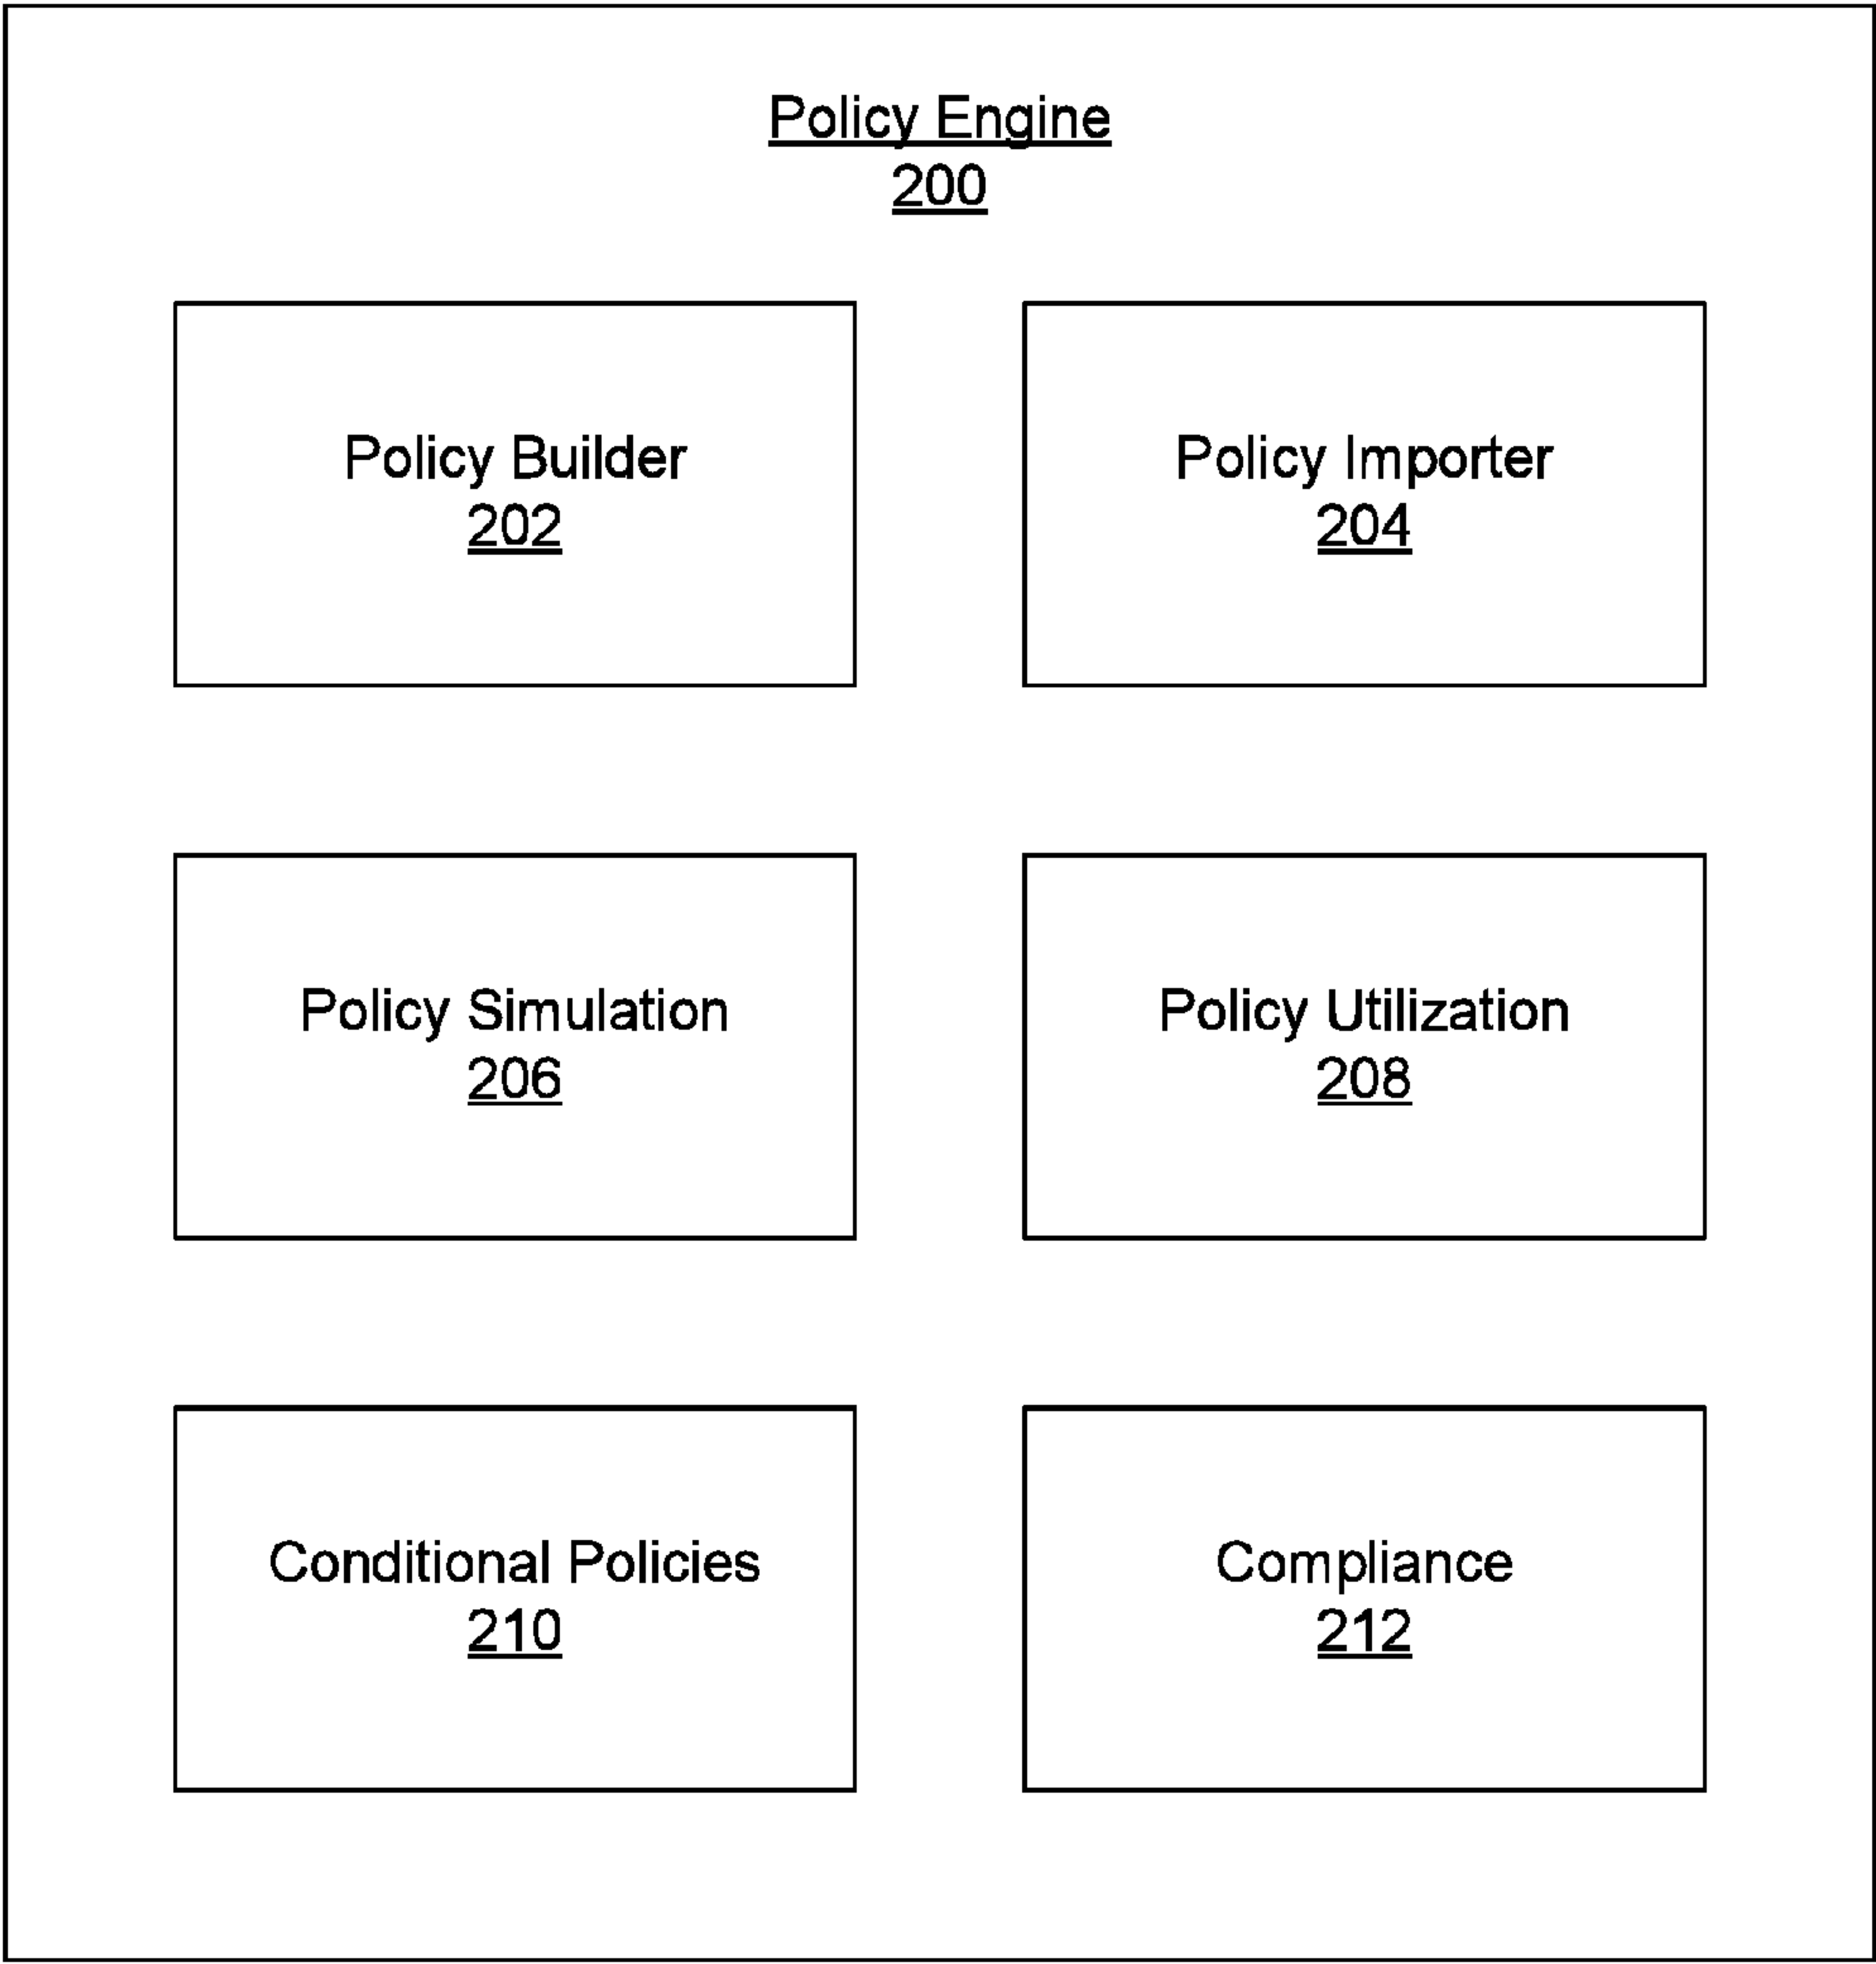 Policy Engine
200
Policy Builder
202
Policy Importer
204
Policy Simulation
206
Policy Utilization
208
Conditional Policies
210
Compliance
212